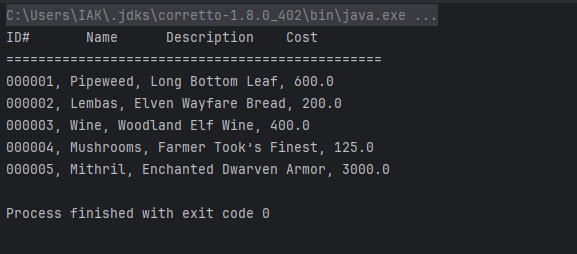 C:\Users\IAK\.jdks\corretto-1.8.0_402\bin\java.exe ...
ID#       Name      Description    Cost
===============================================
000001, Pipeweed, Long Bottom Leaf, 600.0
000002, Lembas, Elven Wayfare Bread, 200.0
000003, Wine, Woodland Elf Wine, 400.0
000004, Mushrooms, Farmer Took's Finest, 125.0
000005, Mithril, Enchanted Dwarven Armor, 3000.0
Process finished with exit code 0